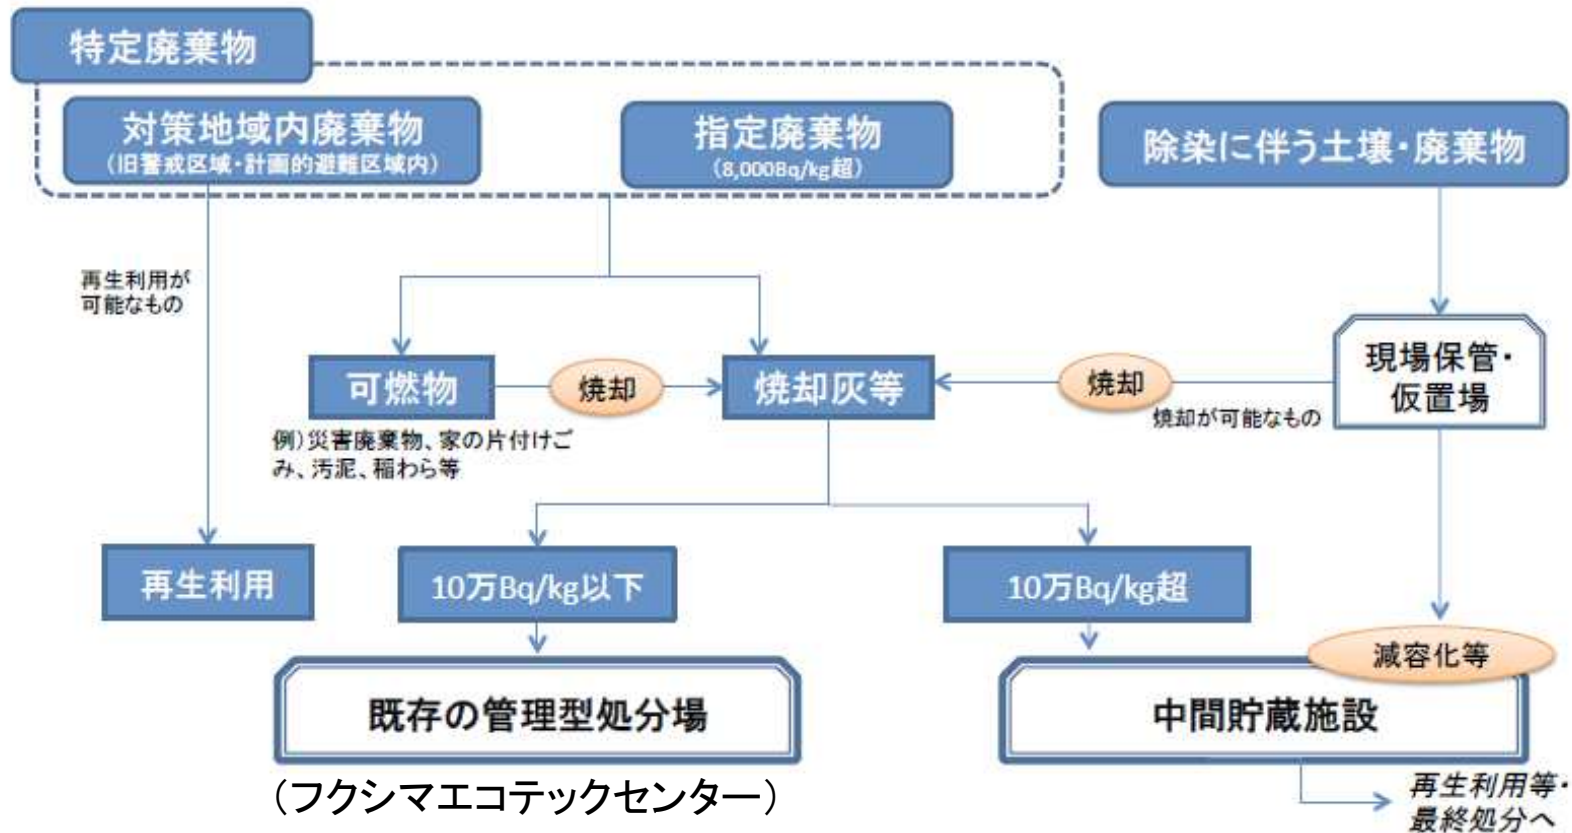 特定廃棄物
対策地域内廃棄物
（旧警戒区域・計画的避難区域内）
指定廃棄物
（8,000Bq/kg超）
除染に伴う土壌・廃棄物
再生利用が
可能なもの
可燃物
焼却
焼却灰等
焼却
焼却が可能なもの
現場保管・
仮置場
例）災害廃棄物、家の片付けご
み、汚泥、稲わら等
再生利用
10万Bq/kg以下
10万Bq/kg超
減容化等
既存の管理型処分場
中間貯蔵施設
（フクシマエコテックセンター）
再生利用等・
最終処分へ